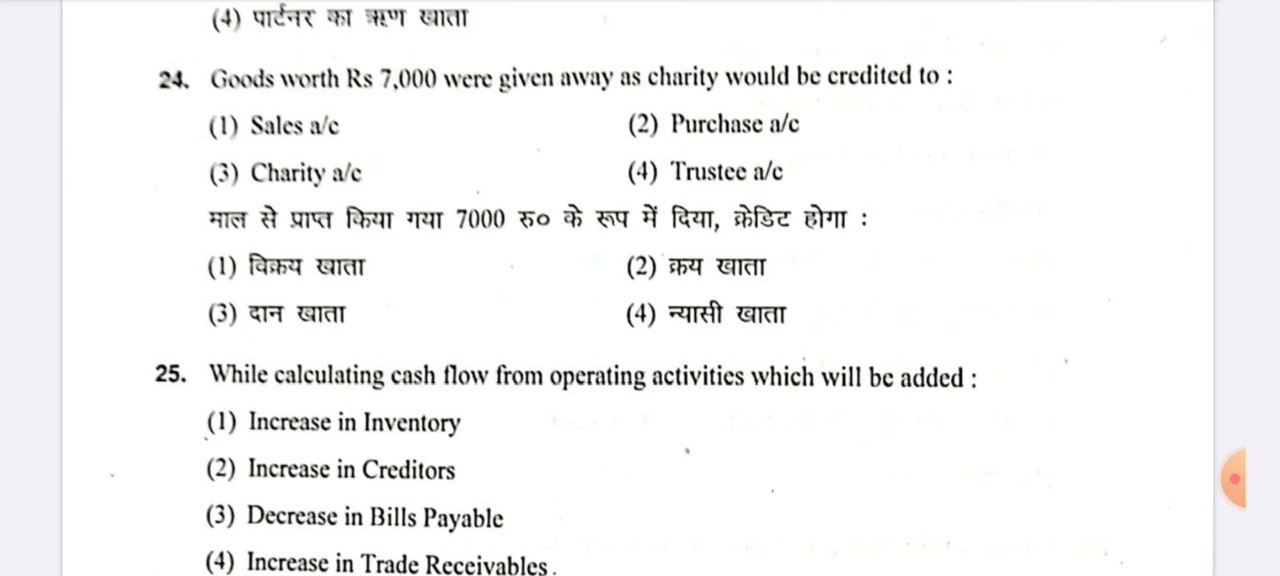 (4) पार्टनर का ऋण खाता
24. Goods worth Rs 7,000 were given away as charity would be credited to :
(1) Sales a/c (2) Purchase a/c
(3) Charity a/c (4) Trustee a/c
माल से प्राप्त किया गया 7000 रु० के रूप में दिया, क्रेडिट होगा :
(1) विक्रय खाता (2) क्रय खाता
(3) दान खाता (4) न्यासी खाता
25. While calculating cash flow from operating activities which will be added :
(1) Increase in Inventory
(2) Increase in Creditors
(3) Decrease in Bills Payable
(4) Increase in Trade Receivables.